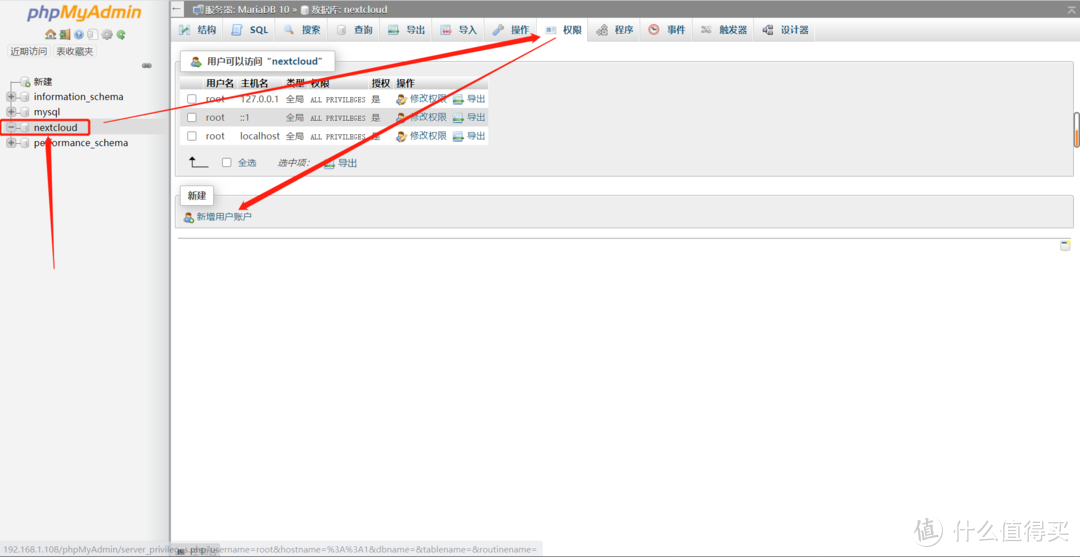 phpMyAdmin
近期访问 表收藏夹
新建
information_schema
mysql
nextcloud
performance_schema
服务器: MariaDB 10 » 数据库: nextcloud
结构 SQL 搜索 查询 导出 导入 操作 权限 程序 事件 触发器 设计器
用户可以访问 "nextcloud"
用户名 主机名 类型 权限 授权 操作
root 127.0.0.1 全局 ALL PRIVILEGES 是 修改权限 导出
root ::1 全局 ALL PRIVILEGES 是 修改权限 导出
root localhost 全局 ALL PRIVILEGES 是 修改权限 导出
全选 选中项: 导出
新建
新增用户账户
192.168.1.108/phpMyAdmin/server_privileges.php?username=root&hostname=%3A%3A1&dbname=&tablename=&routinename=
值 什么值得买